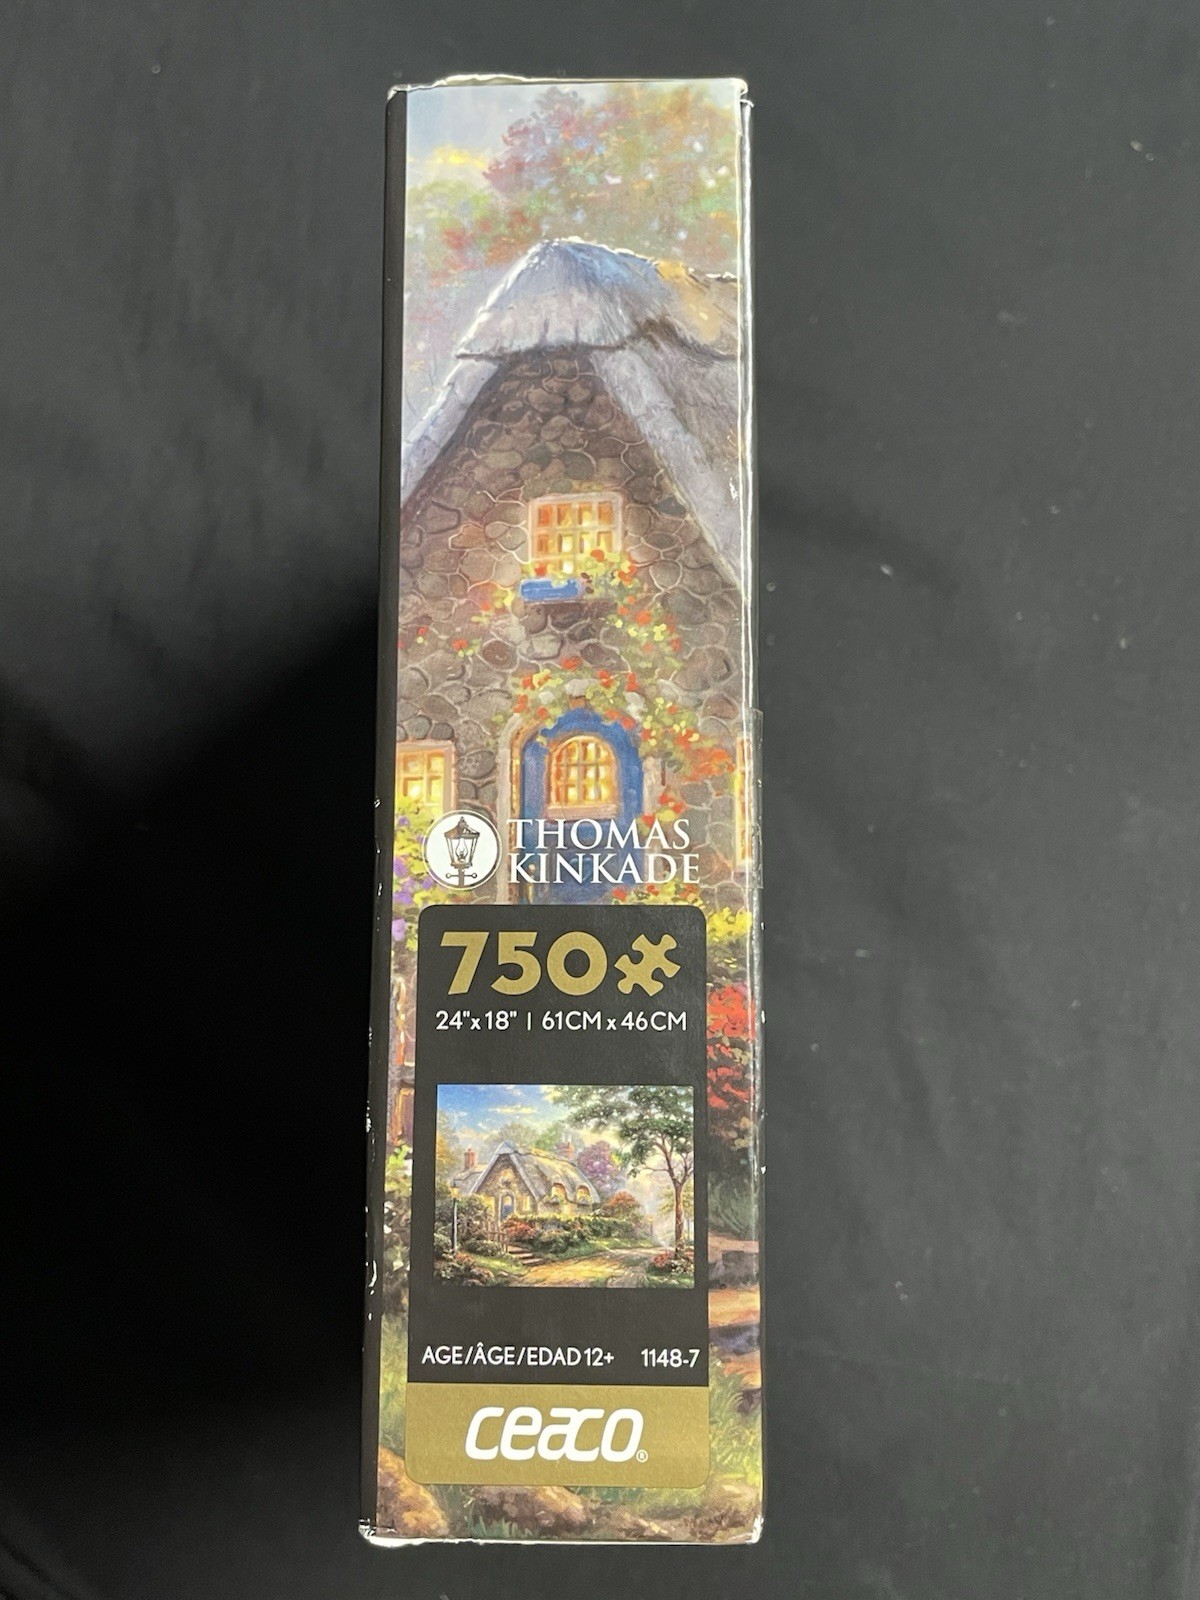 THOMAS
KINKADE
750
24"x18" | 61CM x 46CM
AGE/ÂGE/EDAD 12+ 1148-7
ceaco®